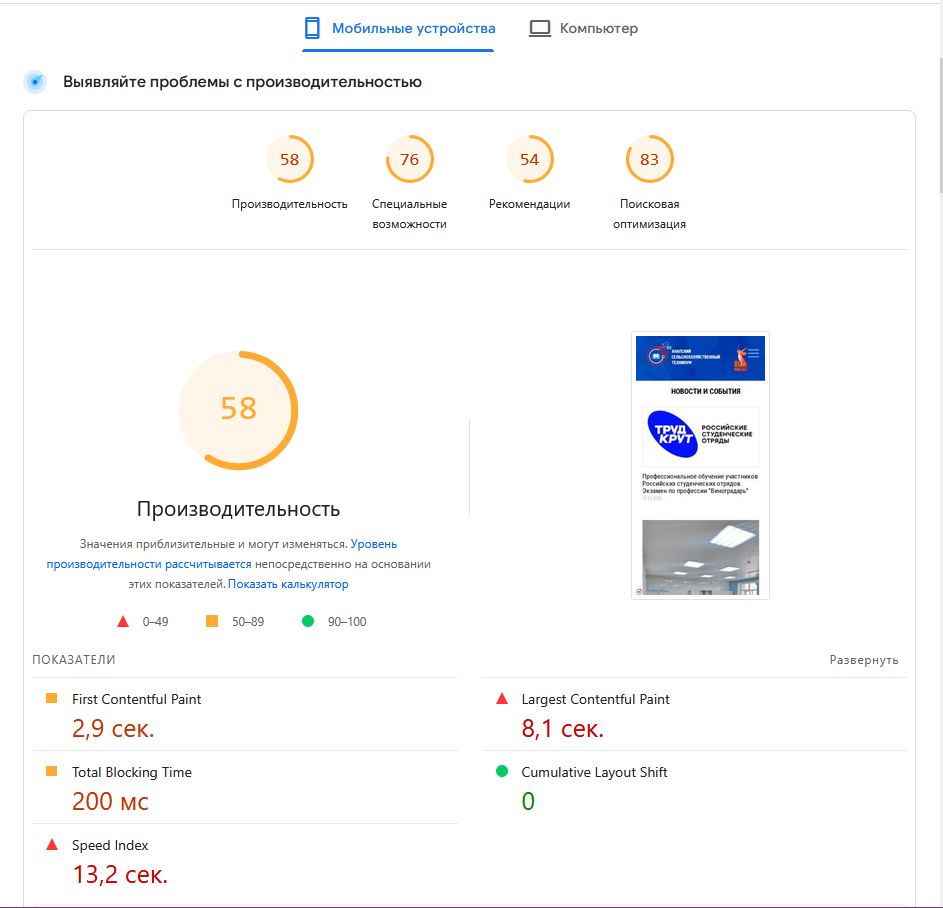 Мобильные устройства
Компьютер
Выявляйте проблемы с производительностью
58
76
54
83
Производительность
Специальные
возможности
Рекомендации
Поисковая
оптимизация
58
Производительность
Значения приблизительные и могут изменяться. Уровень
производительности рассчитывается непосредственно на основании
этих показателей. Показать калькулятор
0–49
50–89
90–100
АНАПСКИЙ
СЕЛЬСКОХОЗЯЙСТВЕННЫЙ
ТЕХНИКУМ
НОВОСТИ И СОБЫТИЯ
ТРУД
КРУТ
РОССИЙСКИЕ
СТУДЕНЧЕСКИЕ
ОТРЯДЫ
Профессиональное обучение участников
Российских студенческих отрядов.
Экзамен по профессии "Виноградарь"
ПОКАЗАТЕЛИ
Развернуть
First Contentful Paint
2,9 сек.
Largest Contentful Paint
8,1 сек.
Total Blocking Time
200 мс
Cumulative Layout Shift
0
Speed Index
13,2 сек.